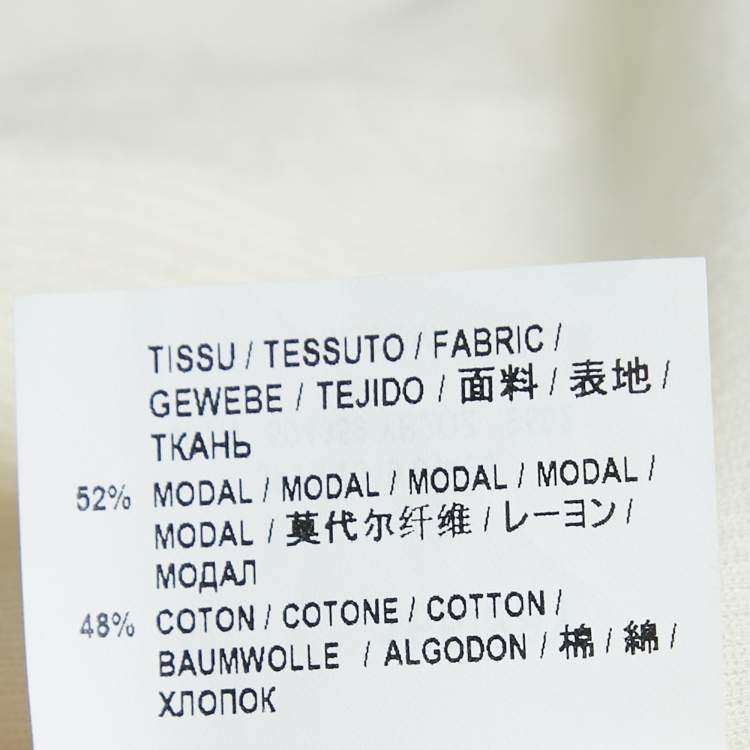 TISSU / TESSUTO / FABRIC /
GEWEBE / TEJIDO / 面料 / 表地 /
ТКАНЬ
52% MODAL / MODAL / MODAL / MODAL /
MODAL / 莫代尔纤维 / レーヨン /
МОДАЛ
48% COTON / COTONE / COTTON /
BAUMWOLLE / ALGODON / 棉 / 綿 /
ХЛОПОК